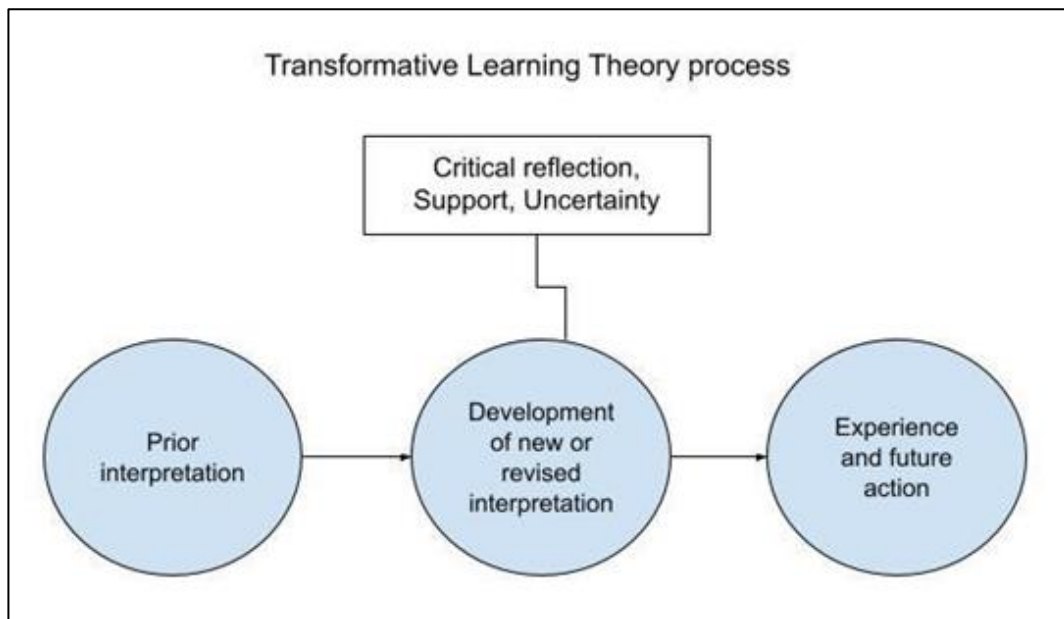 Transformative Learning Theory process
Critical reflection,
Support, Uncertainty
Prior
interpretation
Development
of new or
revised
interpretation
Experience
and future
action